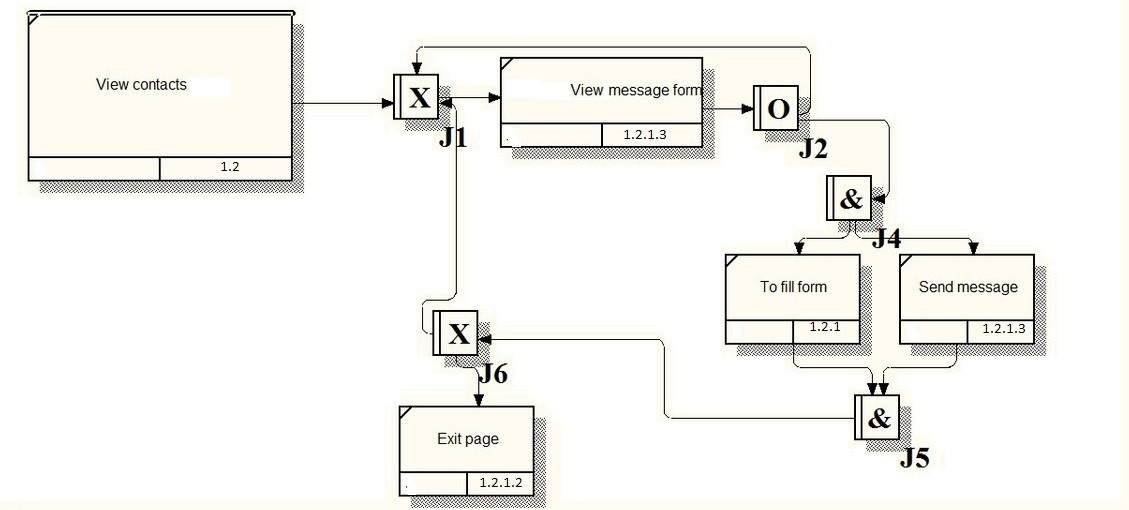 View contacts
1.2
X
J1
View message form
.
1.2.1.3
O
J2
&
J4
To fill form
1.2.1
Send message
1.2.1.3
X
J6
&
J5
Exit page
.
1.2.1.2